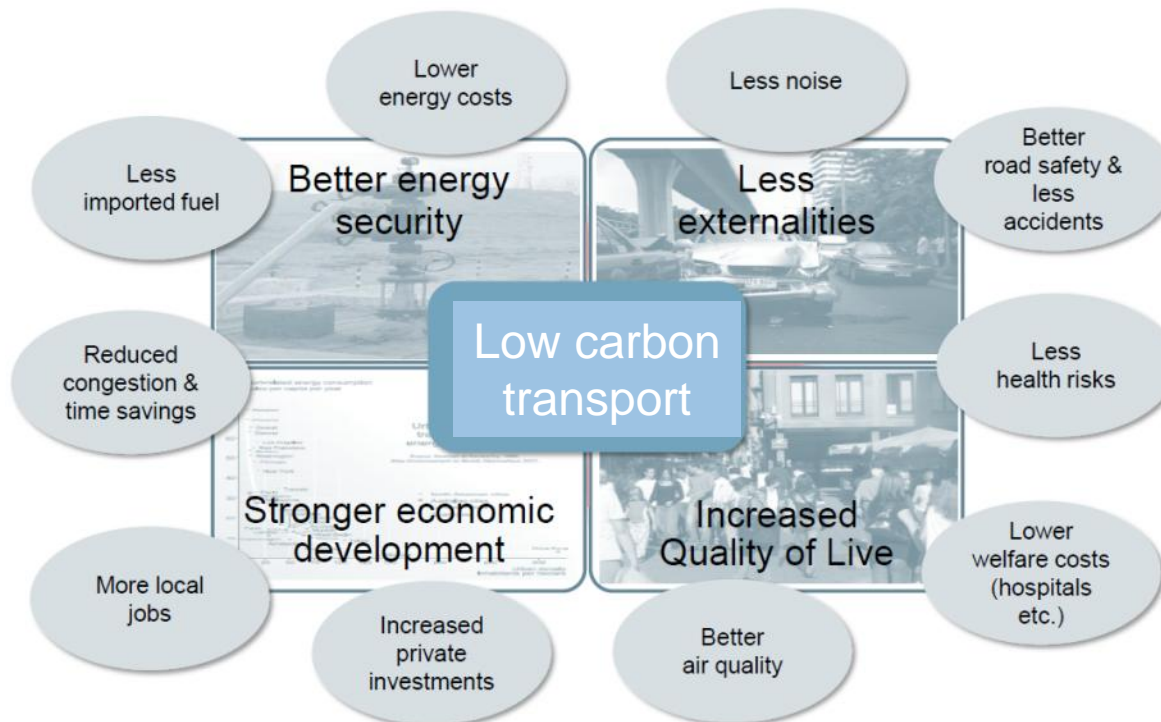 Lower
energy costs
Less noise
Less
imported fuel
Better energy
security
Less
externalities
Better
road safety &
less
accidents
Low carbon
transport
Reduced
congestion &
time savings
Less
health risks
Stronger economic
development
Increased
Quality of Live
More local
jobs
Increased
private
investments
Better
air quality
Lower
welfare costs
(hospitals
etc.)